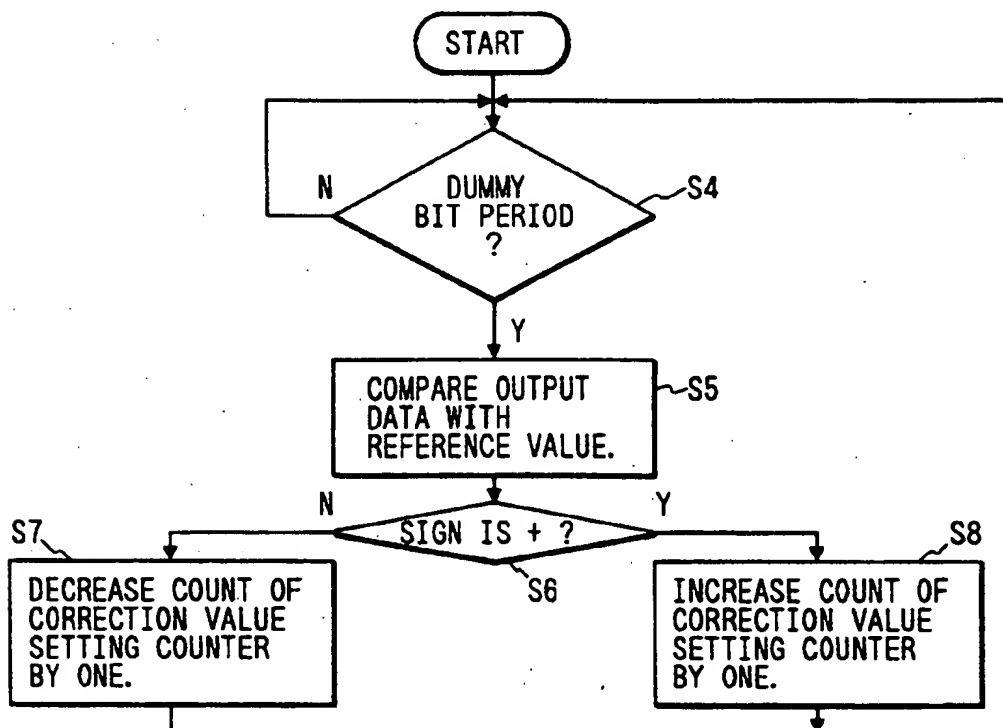 START
N
DUMMY
BIT PERIOD
?
S4
Y
COMPARE OUTPUT
DATA WITH
REFERENCE VALUE.
S5
N
Y
SIGN IS + ?
S6
S7
DECREASE COUNT OF
CORRECTION VALUE
SETTING COUNTER
BY ONE.
S8
INCREASE COUNT OF
CORRECTION VALUE
SETTING COUNTER
BY ONE.